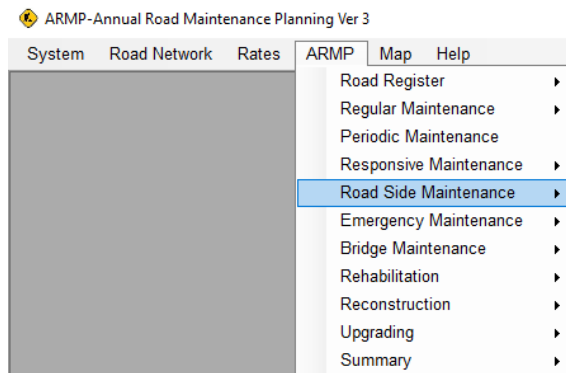 ARMP-Annual Road Maintenance Planning Ver 3
System Road Network Rates ARMP Map Help
Road Register
Regular Maintenance
Periodic Maintenance
Responsive Maintenance
Road Side Maintenance
Emergency Maintenance
Bridge Maintenance
Rehabilitation
Reconstruction
Upgrading
Summary